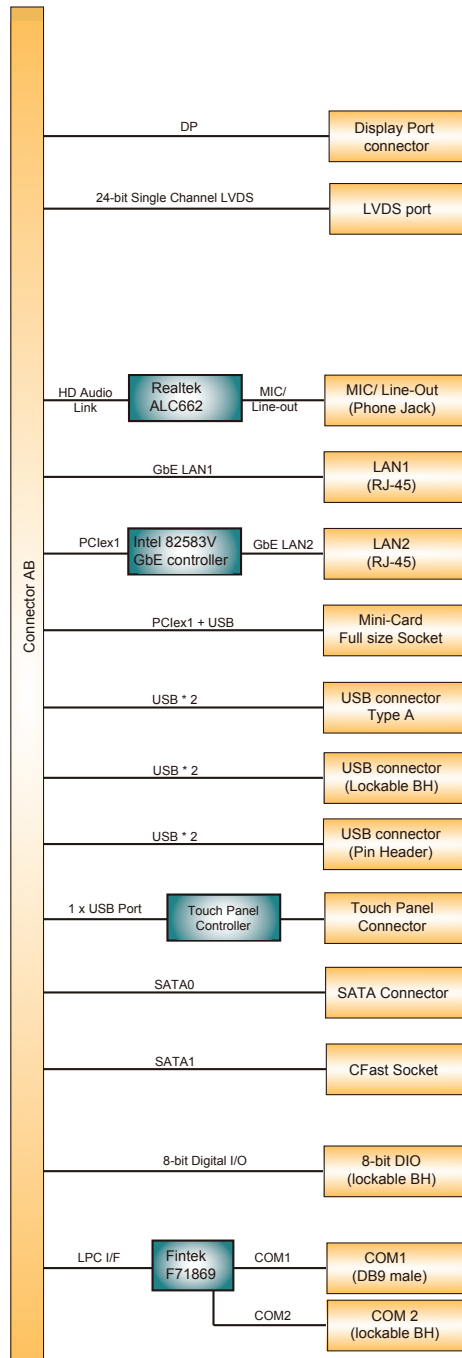 Connector AB
DP
Display Port
connector
24-bit Single Channel LVDS
LVDS port
HD Audio
Link
Realtek
ALC662
MIC/
Line-out
MIC/ Line-Out
(Phone Jack)
GbE LAN1
LAN1
(RJ-45)
PCIex1
Intel 82583V
GbE controller
GbE LAN2
LAN2
(RJ-45)
PCIex1 + USB
Mini-Card
Full size Socket
USB * 2
USB connector
Type A
USB * 2
USB connector
(Lockable BH)
USB * 2
USB connector
(Pin Header)
1 x USB Port
Touch Panel
Controller
Touch Panel
Connector
SATA0
SATA Connector
SATA1
CFast Socket
8-bit Digital I/O
8-bit DIO
(lockable BH)
LPC I/F
Fintek
F71869
COM1
COM1
(DB9 male)
COM2
COM 2
(lockable BH)